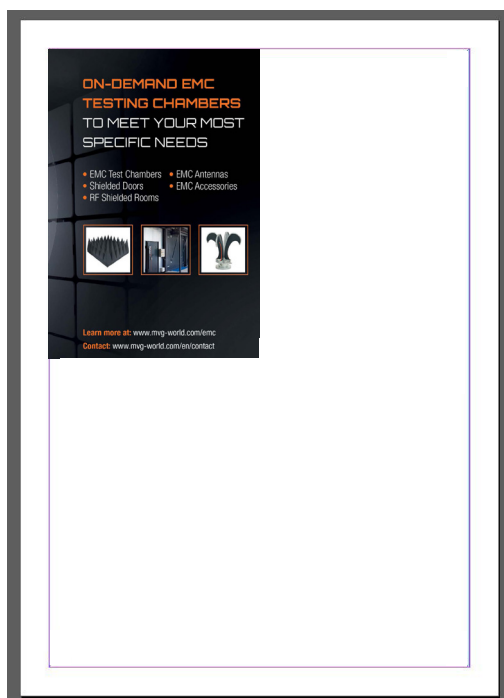 ON-DEMAND EMC
TESTING CHAMBERS
TO MEET YOUR MOST
SPECIFIC NEEDS
• EMC Test Chambers • EMC Antennas
• Shielded Doors • EMC Accessories
• RF Shielded Rooms
Learn more at: www.mvg-world.com/emc
Contact: www.mvg-world.com/en/contact